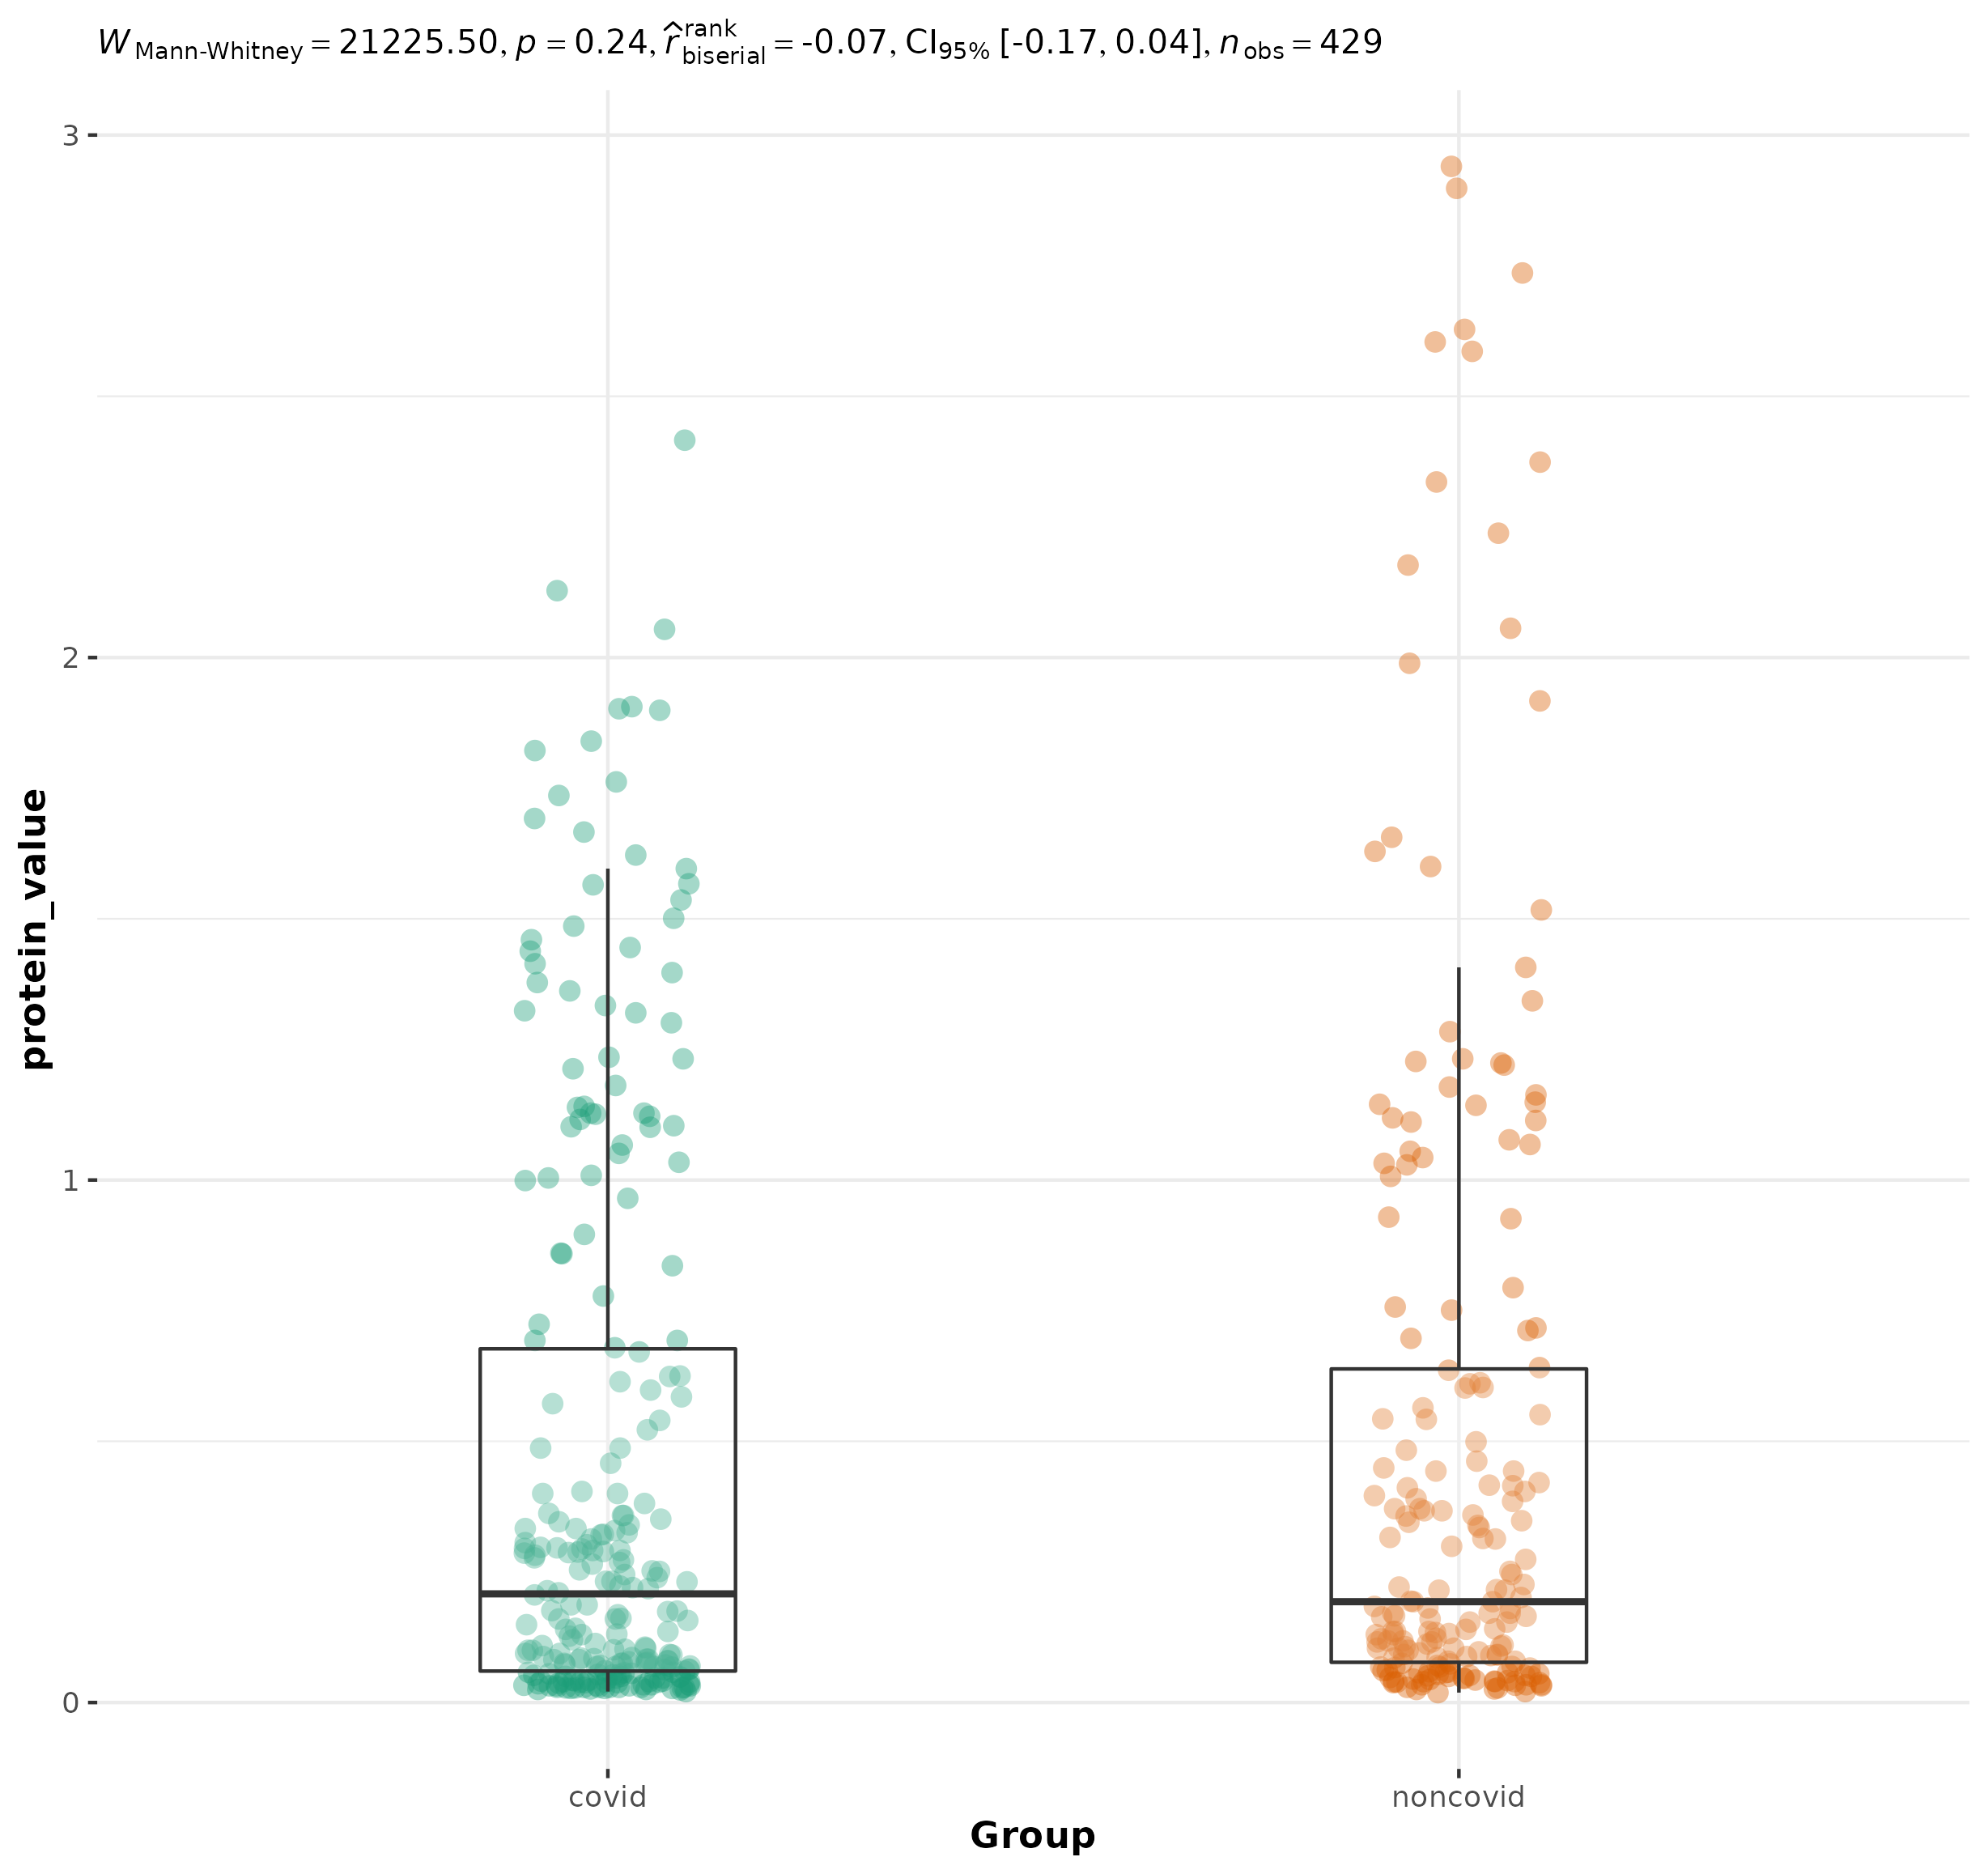 W Mann-Whitney = 21225.50, p = 0.24, r̂ rank biserial = -0.07, CI95% [-0.17, 0.04], n obs = 429
3
2
1
0
protein_value
covid noncovid
Group